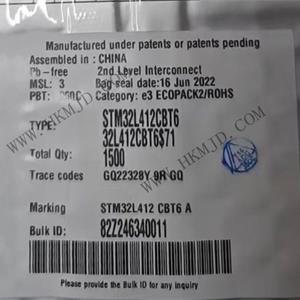 Manufactured under patents or patents pending
Assembled in : CHINA
Pb-free 2nd Level Interconnect
MSL: 3 Bag seal date: 16 Jun 2022
PBT: Category: e3 ECOPACK2/ROHS
TYPE: STM32L412CBT6
32L412CBT6$71
Total Qty: 1500
Trace codes GQ22328Y 9R GQ
Marking STM32L412 CBT6 A
Bulk ID: 82Z246340011
Please provide the Bulk ID for any inquiry
WWW.HKMJD.COM